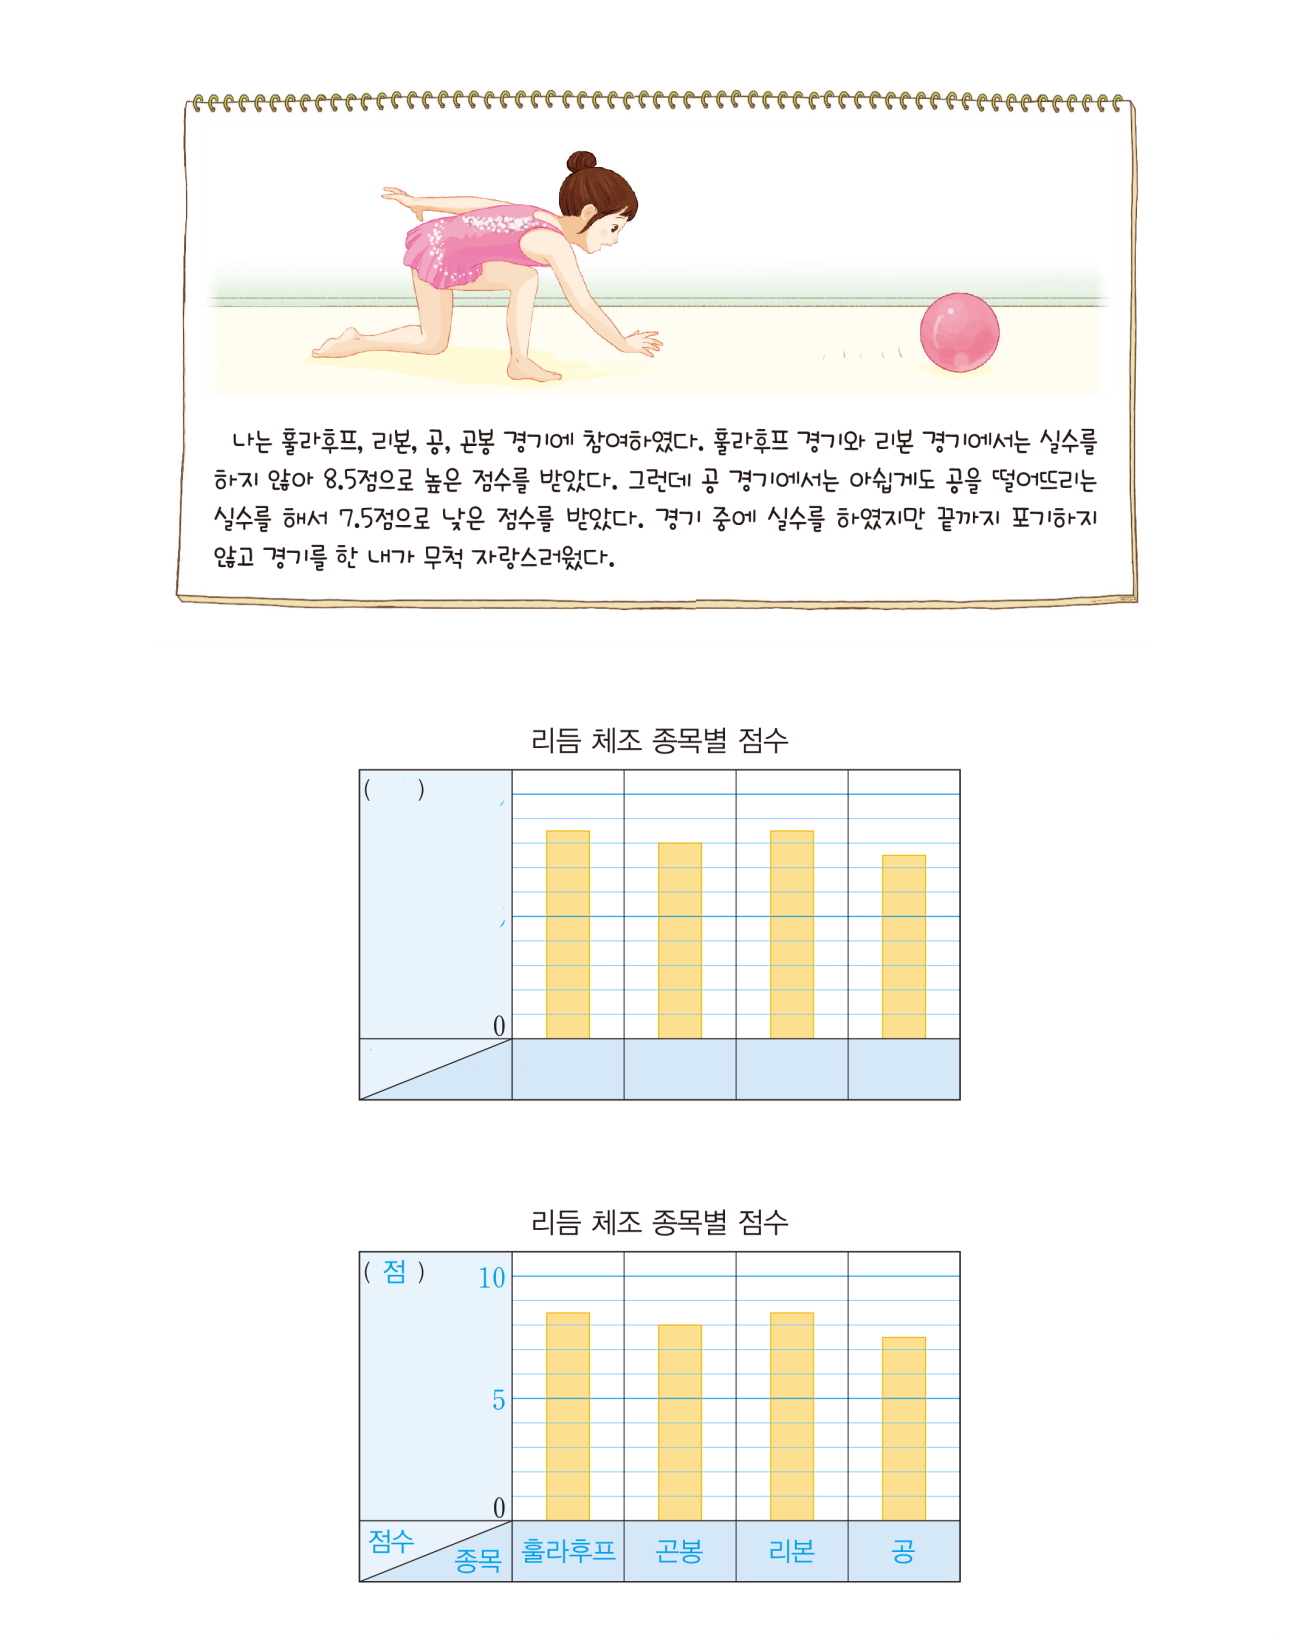 나는 훌라후프, 리본, 공, 곤봉 경기에 참여하였다. 훌라후프 경기와 리본 경기에서는 실수를
하지 않아 8.5점으로 높은 점수를 받았다. 그런데 공 경기에서는 아쉽게도 공을 떨어뜨리는
실수를 해서 7.5점으로 낮은 점수를 받았다. 경기 중에 실수를 하였지만 끝까지 포기하지
않고 경기를 한 내가 무척 자랑스러웠다.
리듬 체조 종목별 점수
( )
0
리듬 체조 종목별 점수
( 점 ) 10
5
0
점수
종목 훌라후프 곤봉 리본 공